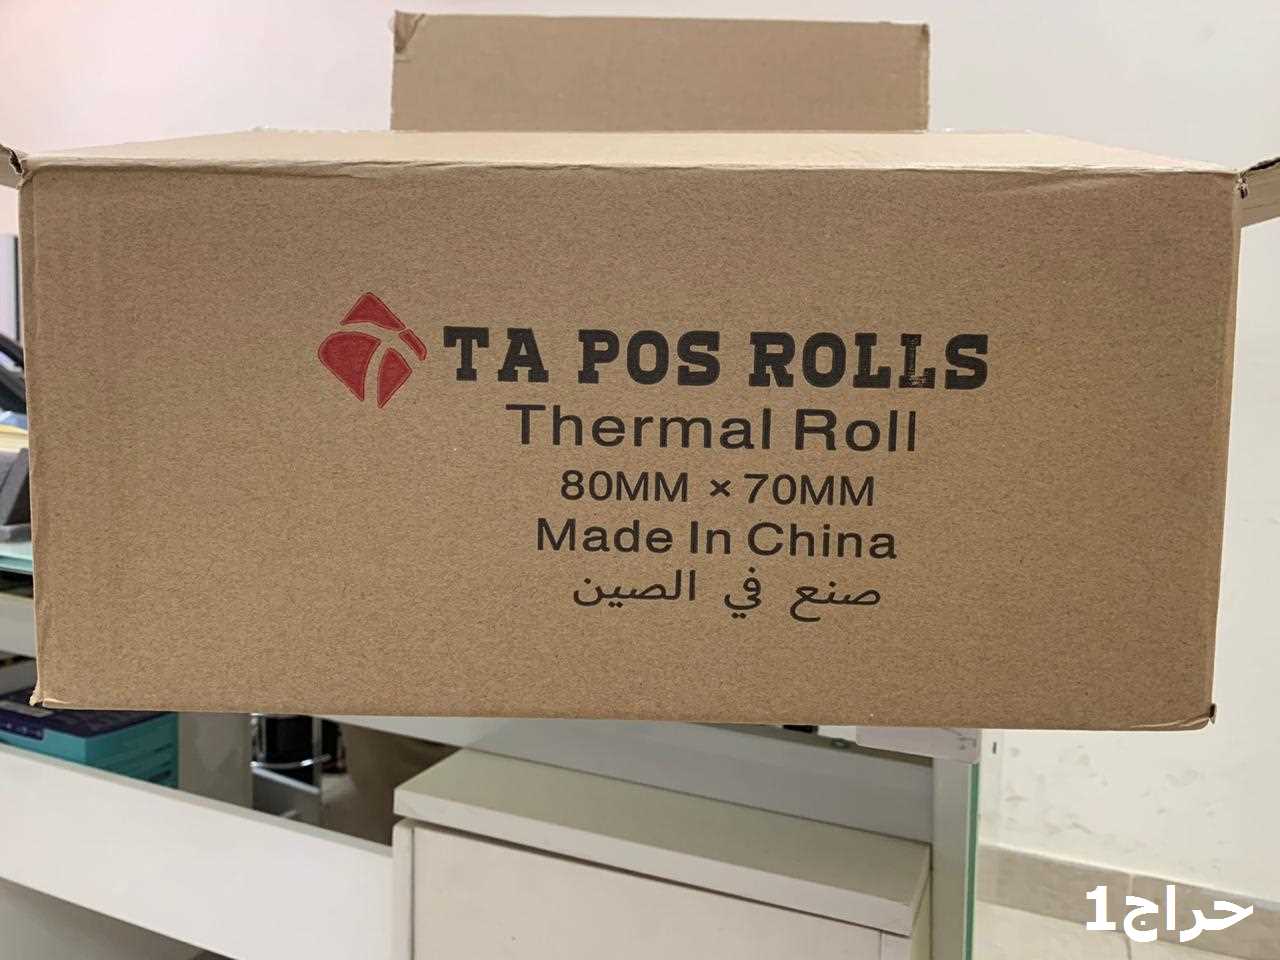 TA POS ROLLS
Thermal Roll
80MM × 70MM
Made In China
صنع في الصين
حراج1